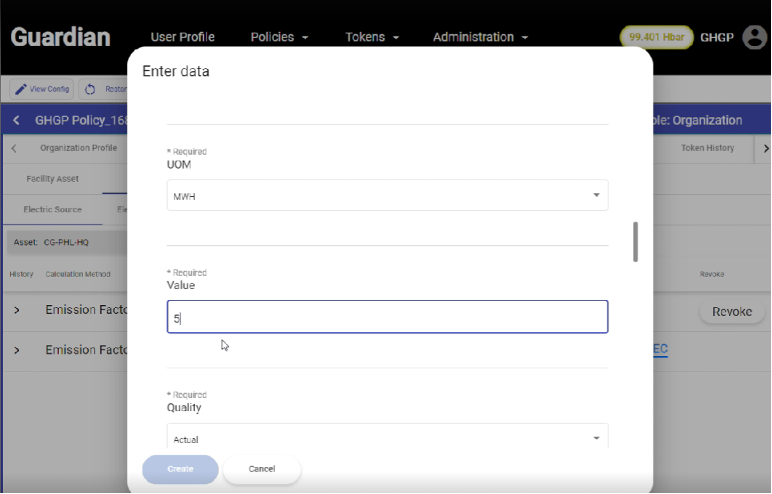 Guardian
User Profile Policies Tokens Administration 99.401 Hbar GHGP
Enter data
View Config
GHGP Policy_168 ole: Organization
Organization Profile Token History
Facility Asset
Electric Source
Asset: CG-PHL-HQ
History Calculation Method Revoke
Emission Facto Revoke
Emission Facto EC
* Required
UOM
MWH
* Required
Value
5
* Required
Quality
Actual
Create Cancel